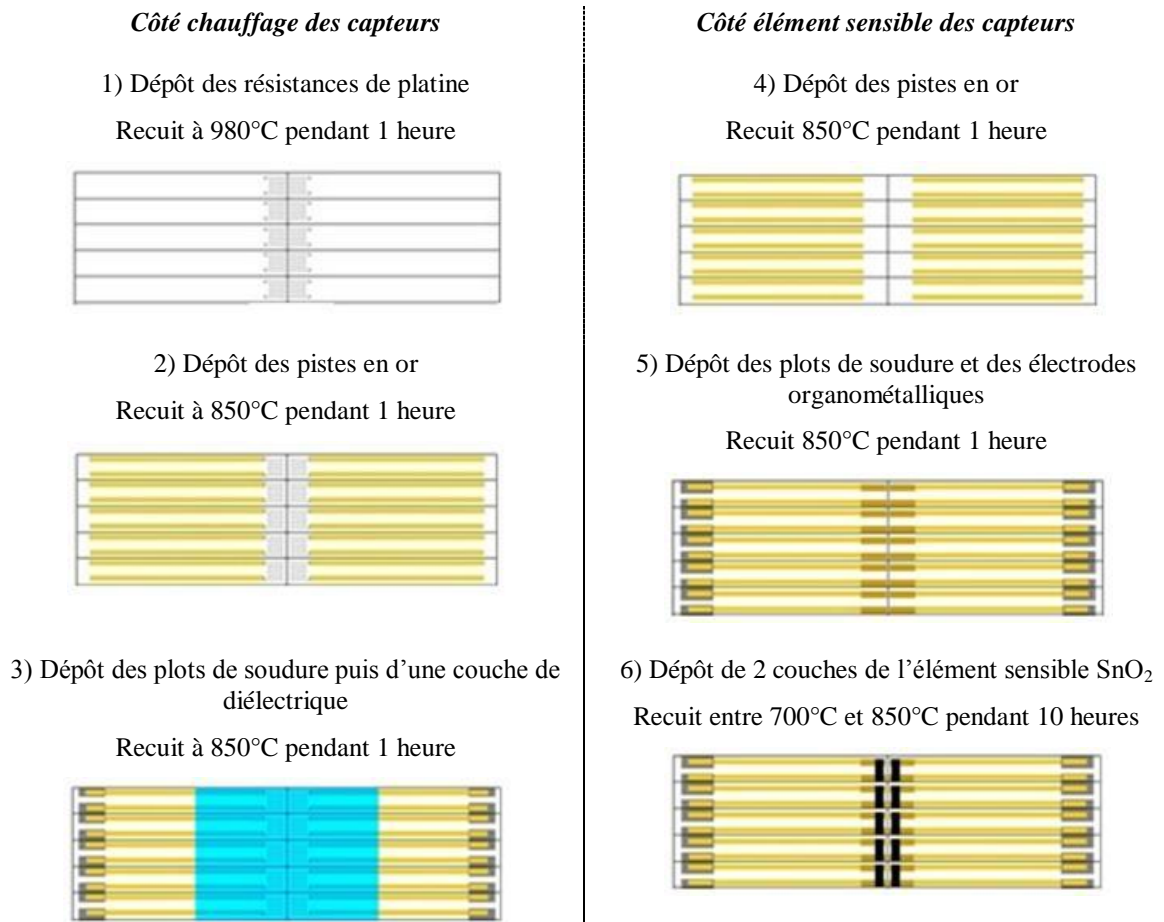 Côté chauffage des capteurs
1) Dépôt des résistances de platine
Recuit à 980°C pendant 1 heure
2) Dépôt des pistes en or
Recuit à 850°C pendant 1 heure
3) Dépôt des plots de soudure puis d’une couche de
diélectrique
Recuit à 850°C pendant 1 heure
Côté élément sensible des capteurs
4) Dépôt des pistes en or
Recuit 850°C pendant 1 heure
5) Dépôt des plots de soudure et des électrodes
organométalliques
Recuit 850°C pendant 1 heure
6) Dépôt de 2 couches de l’élément sensible SnO₂
Recuit entre 700°C et 850°C pendant 10 heures